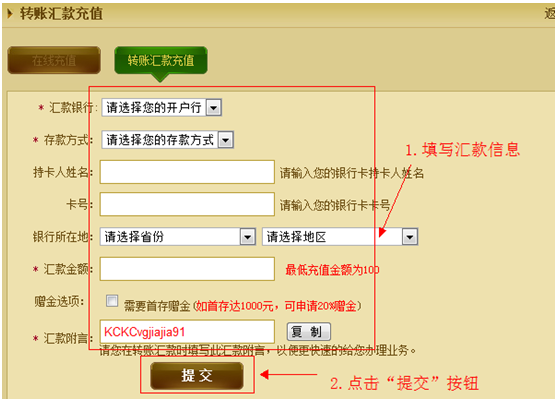 转账汇款充值
返
在线充值 转账汇款充值
* 汇款银行: 请选择您的开户行
* 存款方式: 请选择您的存款方式
1.填写汇款信息
持卡人姓名: 请输入您的银行卡持卡人姓名
卡号: 请输入您的银行卡卡号
银行所在地: 请选择省份 请选择地区
* 汇款金额: 最低充值金额为100
赠金选项: 需要首存赠金(如首存达1000元，可申请20%赠金)
* 汇款附言: KCKCvgjiajia91 复 制
请您在转账汇款时填写此汇款附言，以便更快速的给您办理业务。
提 交
2.点击“提交”按钮